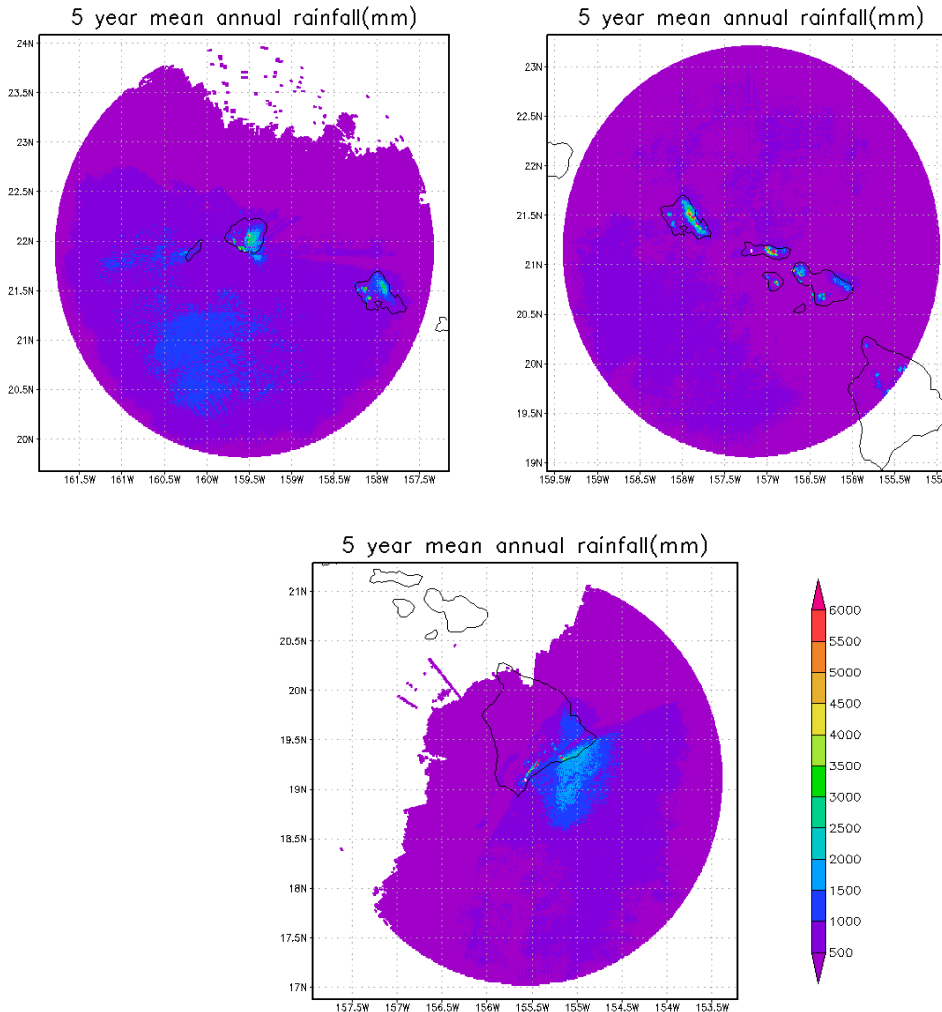 5 year mean annual rainfall(mm)
24N
23.5N
23N
22.5N
22N
21.5N
21N
20.5N
20N
161.5W 161W 160.5W 160W 159.5W 159W 158.5W 158W 157.5W
5 year mean annual rainfall(mm)
23N
22.5N
22N
21.5N
21N
20.5N
20N
19.5N
19N
159.5W 159W 158.5W 158W 157.5W 157W 156.5W 156W 155.5W
5 year mean annual rainfall(mm)
21N
20.5N
20N
19.5N
19N
18.5N
18N
17.5N
17N
157.5W 157W 156.5W 156W 155.5W 155W 154.5W 154W 153.5W
6000
5500
5000
4500
4000
3500
3000
2500
2000
1500
1000
500